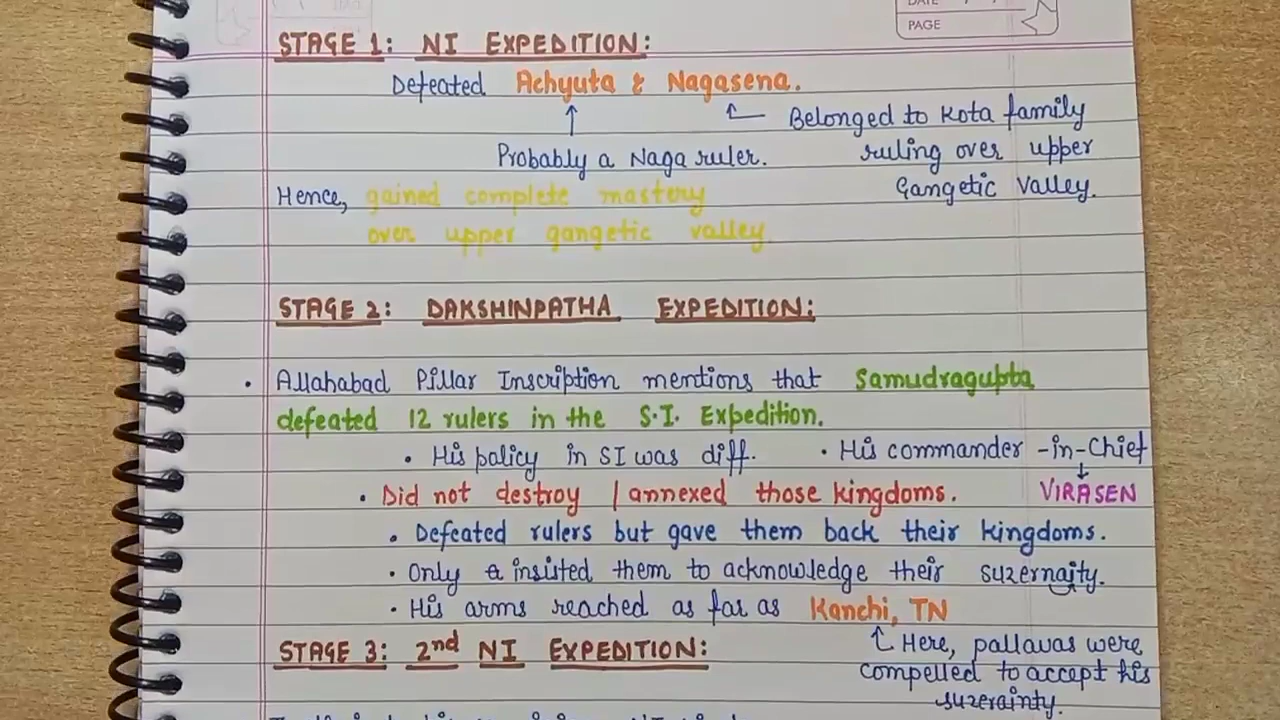 DATE
PAGE
STAGE 1: NI EXPEDITION:
Defeated Achyuta & Nagasena.
Belonged to Kota family
Probably a Naga ruler.
ruling over upper
Gangetic Valley.
Hence, gained complete mastery
over upper gangetic valley.
STAGE 2: DAKSHINPATHA EXPEDITION:
• Allahabad Pillar Inscription mentions that Samudragupta
defeated 12 rulers in the S.I. Expedition.
• His policy in SI was diff.
• His commander-in-Chief
VIRASEN
• Did not destroy / annexed those kingdoms.
• Defeated rulers but gave them back their kingdoms.
• Only insisted them to acknowledge their suzernaity.
• His arms reached as far as Kanchi, TN
Here, pallavas were
compelled to accept his
suzerainty.
STAGE 3: 2nd NI EXPEDITION: